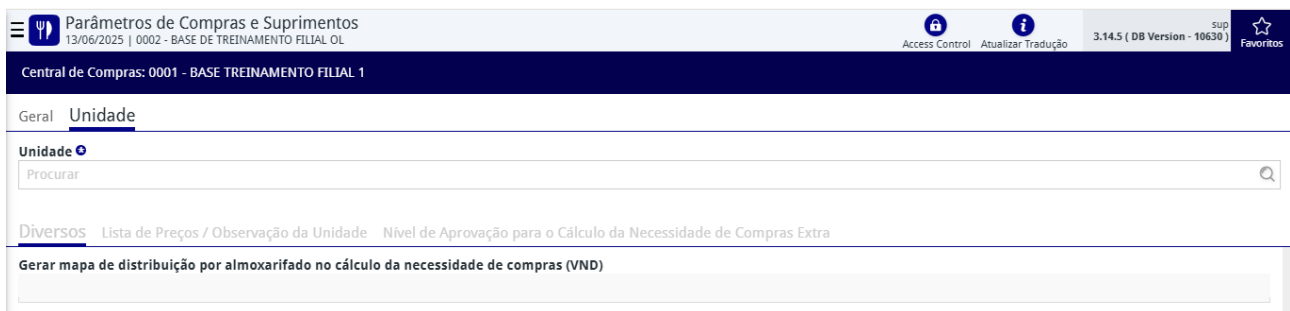 Parâmetros de Compras e Suprimentos
13/06/2025 | 0002 - BASE DE TREINAMENTO FILIAL OL
Access Control
Atualizar Tradução
sup
3.14.5 ( DB Version - 10630 )
Favoritos
Central de Compras: 0001 - BASE TREINAMENTO FILIAL 1
Geral Unidade
Unidade
Procurar
Diversos Lista de Preços / Observação da Unidade Nível de Aprovação para o Cálculo da Necessidade de Compras Extra
Gerar mapa de distribuição por almoxarifado no cálculo da necessidade de compras (VND)